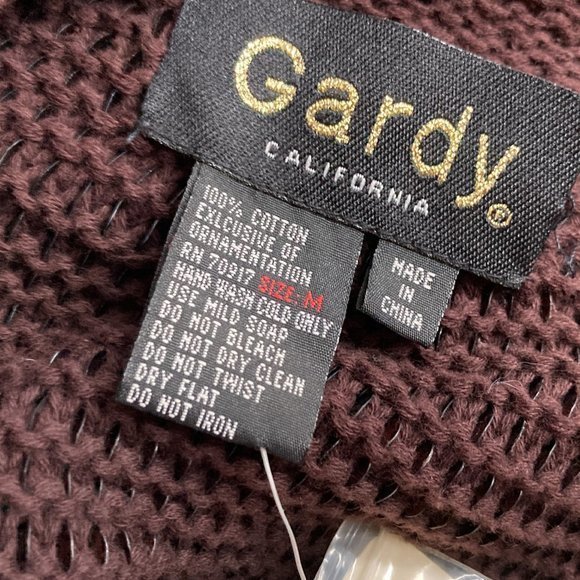 Gardy®
CALIFORNIA
100% COTTON
EXLCUSIVE OF
ORNAMENTATION
RN 70917 SIZE: M
HAND WASH COLD ONLY
USE MILD SOAP
DO NOT BLEACH
DO NOT DRY CLEAN
DO NOT TWIST
DRY FLAT
DO NOT IRON
MADE
IN
CHINA